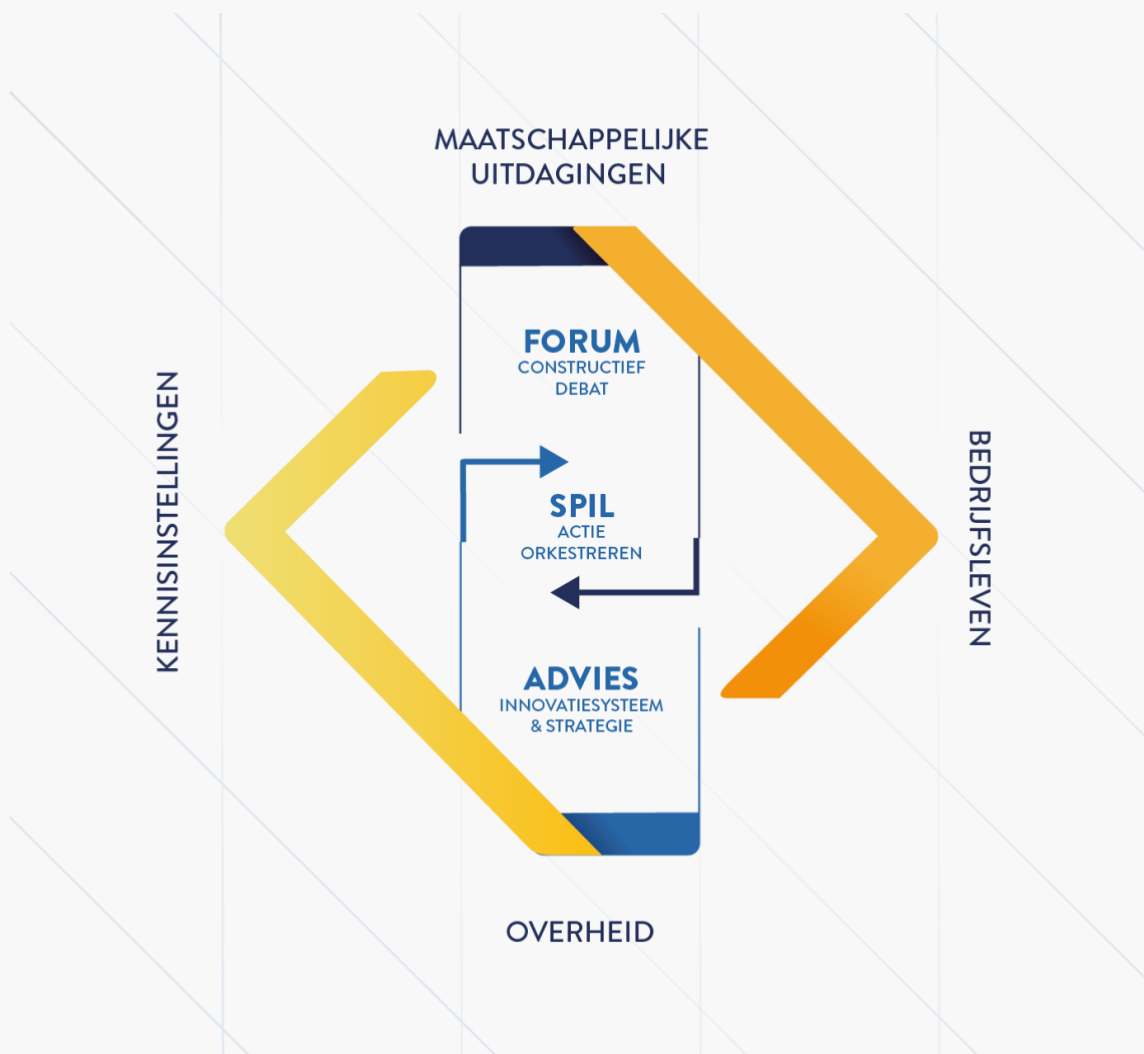 MAATSCHAPPELIJKE
UITDAGINGEN
KENNISINSTELLINGEN
FORUM
CONSTRUCTIEF
DEBAT
SPIL
ACTIE
ORKESTREREN
ADVIES
INNOVATIESYSTEEM
& STRATEGIE
BEDRIJFSLEVEN
OVERHEID